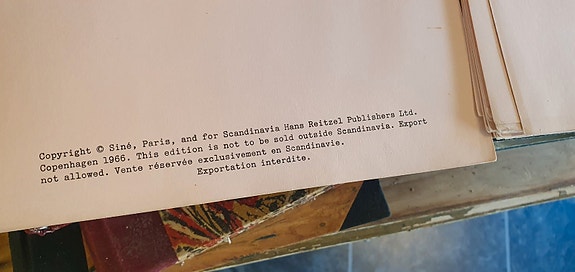 Copyright © Siné, Paris, and for Scandinavia Hans Reitzel Publishers Ltd.
Copenhagen 1966. This edition is not to be sold outside Scandinavia. Export
not allowed. Vente réservée exclusivement en Scandinavie.
Exportation interdite.